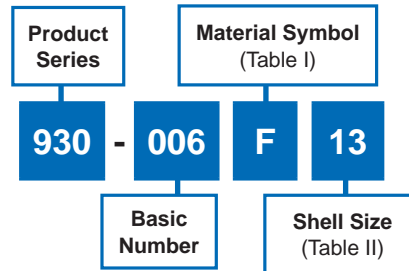 Product
Series
Material Symbol
(Table I)
930 - 006 F 13
Basic
Number
Shell Size
(Table II)